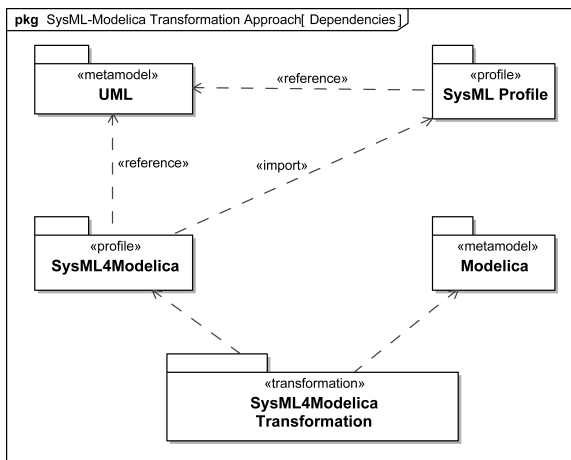 pkg SysML-Modelica Transformation Approach[ Dependencies]
«metamodel»
UML
«reference»
«profile»
SysML Profile
«reference»
«import»
«profile»
SysML4Modelica
«metamodel»
Modelica
«transformation»
SysML4Modelica
Transformation